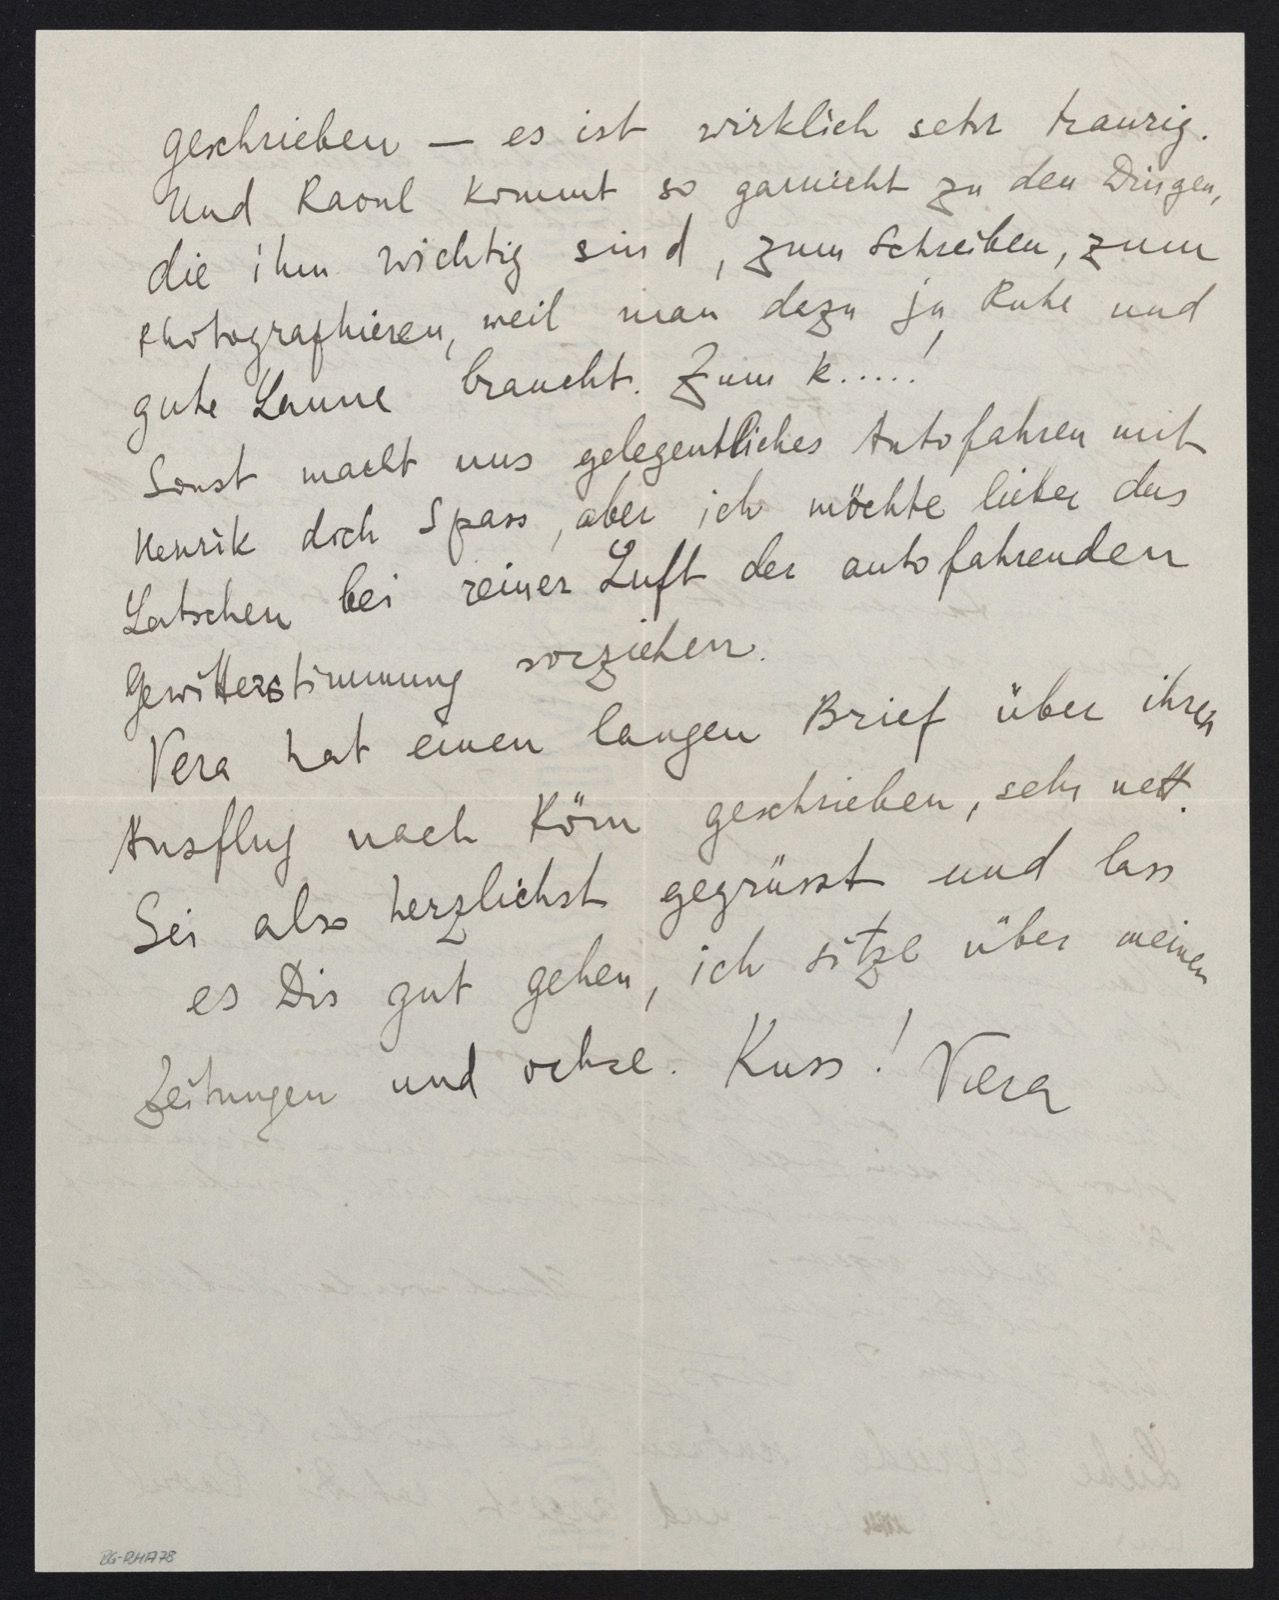 geschrieben — es ist wirklich sehr traurig.
Und Raoul kommt so garnicht zu den Dingen,
die ihm wichtig sind, zum Schreiben, zum
Photographieren, weil man dazu ja Ruhe und
gute Laune braucht. Zum k.....!
Sonst macht uns gelegentliches Autofahren mit
Henrik doch Spass, aber ich möchte lieber das
Latschen bei reiner Luft der autofahrenden
Gewitterstimmung vorziehen.
Vera hat einen langen Brief über ihren
Ausflug nach Köln geschrieben, sehr nett.
Sei also herzlichst gegrüsst und lass
es Dir gut gehen, ich sitze über meinen
Zeitungen und ochse. Kuss! Vera
BG-RHA 78